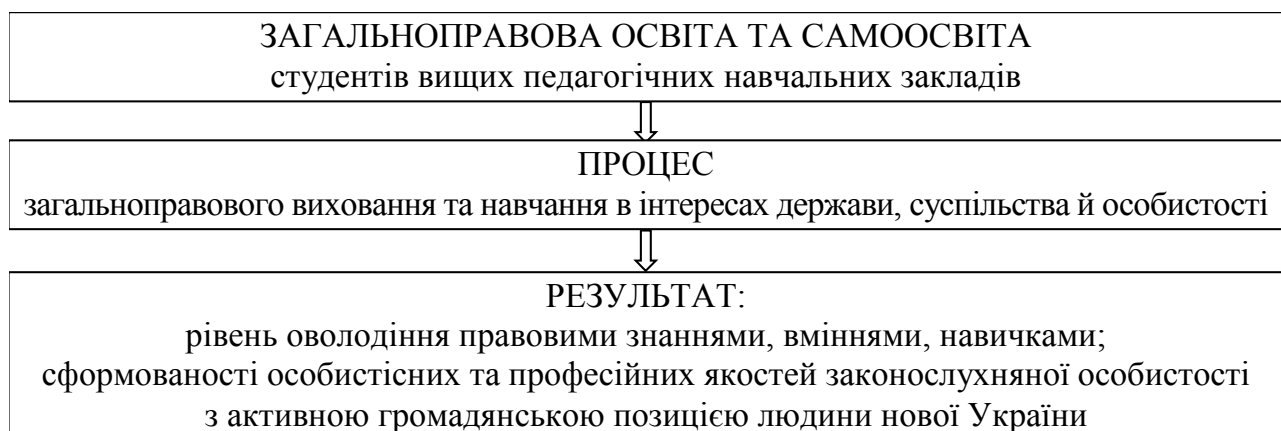 ЗАГАЛЬНОПРАВОВА ОСВІТА ТА САМООСВІТА
студентів вищих педагогічних навчальних закладів
ПРОЦЕС
загальноправового виховання та навчання в інтересах держави, суспільства й особистості
РЕЗУЛЬТАТ:
рівень оволодіння правовими знаннями, вміннями, навичками;
сформованості особистісних та професійних якостей законослухняної особистості
з активною громадянською позицією людини нової України